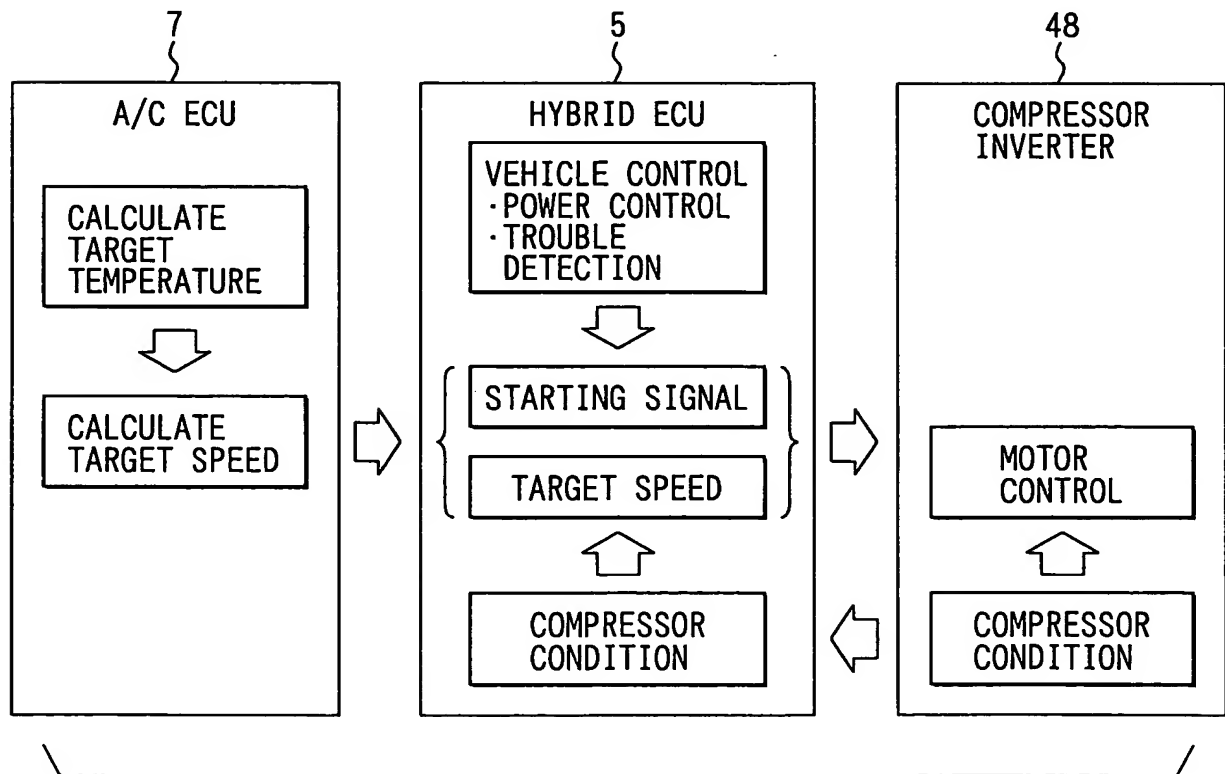 7
5
48
A/C ECU
CALCULATE
TARGET
TEMPERATURE
CALCULATE
TARGET SPEED
HYBRID ECU
VEHICLE CONTROL
·POWER CONTROL
·TROUBLE
DETECTION
STARTING SIGNAL
TARGET SPEED
COMPRESSOR
CONDITION
COMPRESSOR
INVERTER
MOTOR
CONTROL
COMPRESSOR
CONDITION